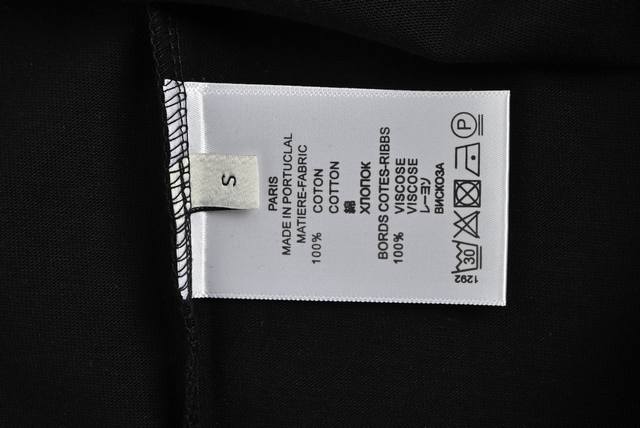 S
PARIS
MADE IN PORTUCLAL
MATIERE-FABRIC
100% COTON
COTTON
綿
ХЛОПОК
BORDS COTES-RIBBS
100% VISCOSE
VISCOSE
レーヨン
ВИСКОЗА
30 P
1292